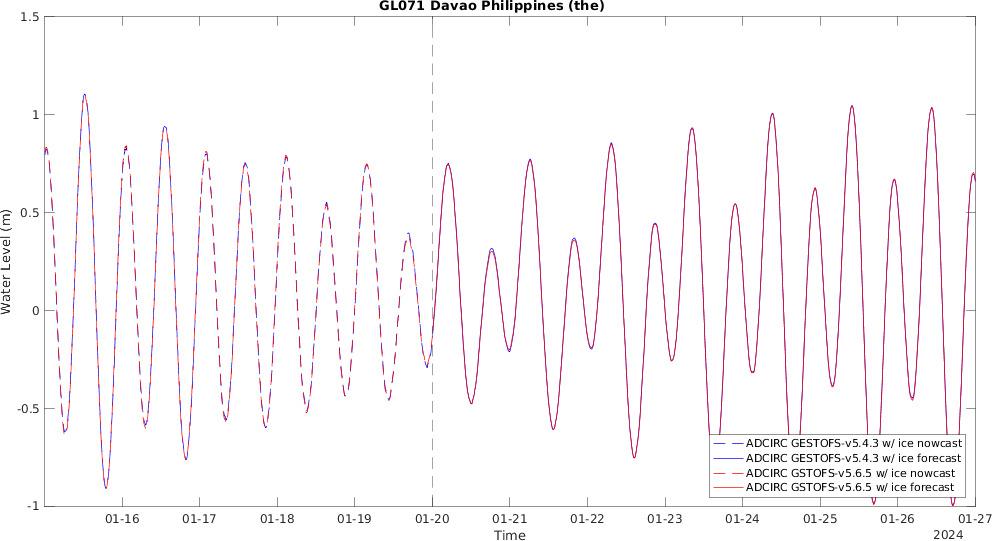 GL071 Davao Philippines (the)
1.5
1
0.5
0
-0.5
-1
Water Level (m)
ADCIRC GESTOFS-v5.4.3 w/ ice nowcast
ADCIRC GESTOFS-v5.4.3 w/ ice forecast
ADCIRC GSTOFS-v5.6.5 w/ ice nowcast
ADCIRC GSTOFS-v5.6.5 w/ ice forecast
01-16 01-17 01-18 01-19 01-20 01-21 01-22 01-23 01-24 01-25 01-26 01-27
Time
2024